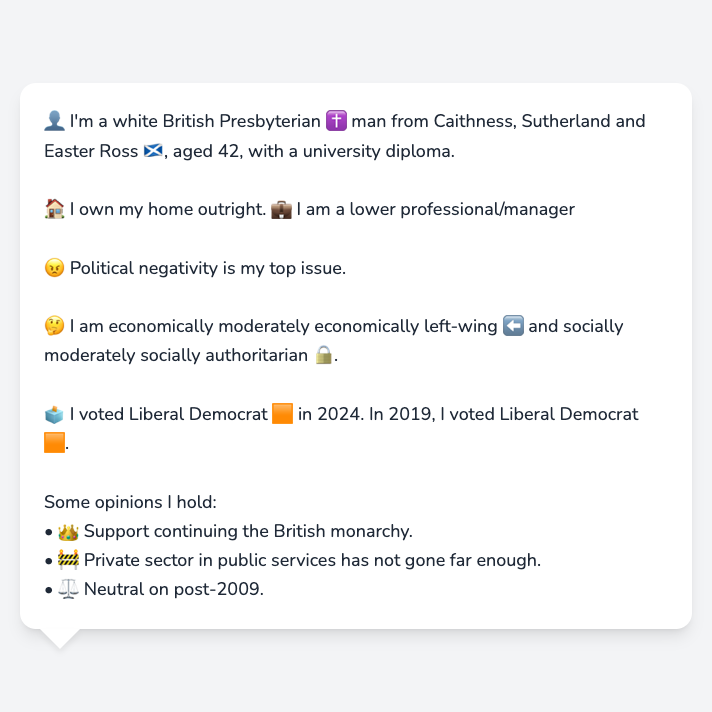 👤 I'm a white British Presbyterian ✝️ man from Caithness, Sutherland and
Easter Ross 🏴󠁧󠁢󠁳󠁣󠁴󠁿, aged 42, with a university diploma.
🏠 I own my home outright. 💼 I am a lower professional/manager
😠 Political negativity is my top issue.
🤔 I am economically moderately economically left-wing ⬅️ and socially
moderately socially authoritarian 🔒.
🗳️ I voted Liberal Democrat 🟧 in 2024. In 2019, I voted Liberal Democrat
🟧.
Some opinions I hold:
• 👑 Support continuing the British monarchy.
• 🚧 Private sector in public services has not gone far enough.
• ⚖️ Neutral on post-2009.